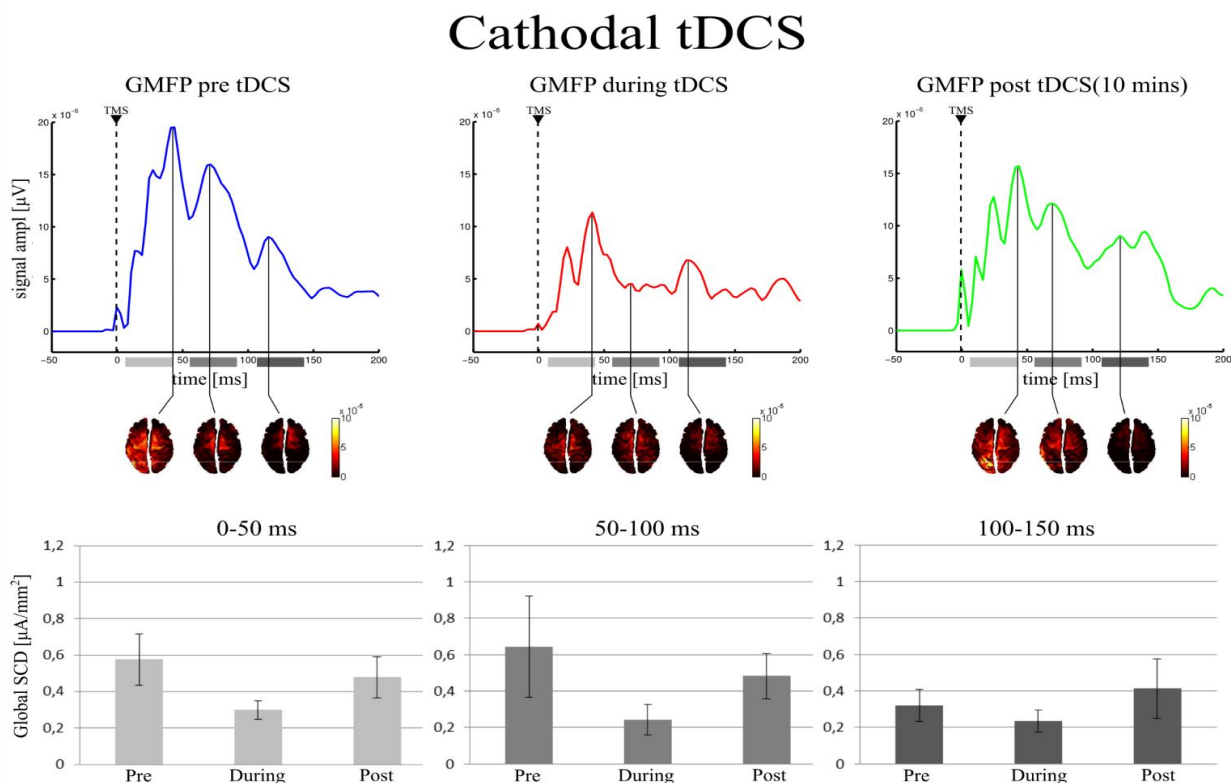 Cathodal tDCS
GMFP pre tDCS
GMFP during tDCS
GMFP post tDCS(10 mins)
x 10⁻⁶
TMS
20
15
10
5
0
signal ampl [µV]
-50
0
50
100
150
200
time [ms]
x 10⁻⁶
TMS
20
15
10
5
0
-50
0
50
100
150
200
time [ms]
x 10⁻⁶
TMS
20
15
10
5
0
-50
0
50
100
150
200
time [ms]
x 10⁻⁵
10
5
0
x 10⁻⁵
10
5
0
x 10⁻⁵
10
5
0
0-50 ms
50-100 ms
100-150 ms
Global SCD [µA/mm²]
1,2
1
0,8
0,6
0,4
0,2
0
Pre During Post
1,2
1
0,8
0,6
0,4
0,2
0
Pre During Post
1,2
1
0,8
0,6
0,4
0,2
0
Pre During Post